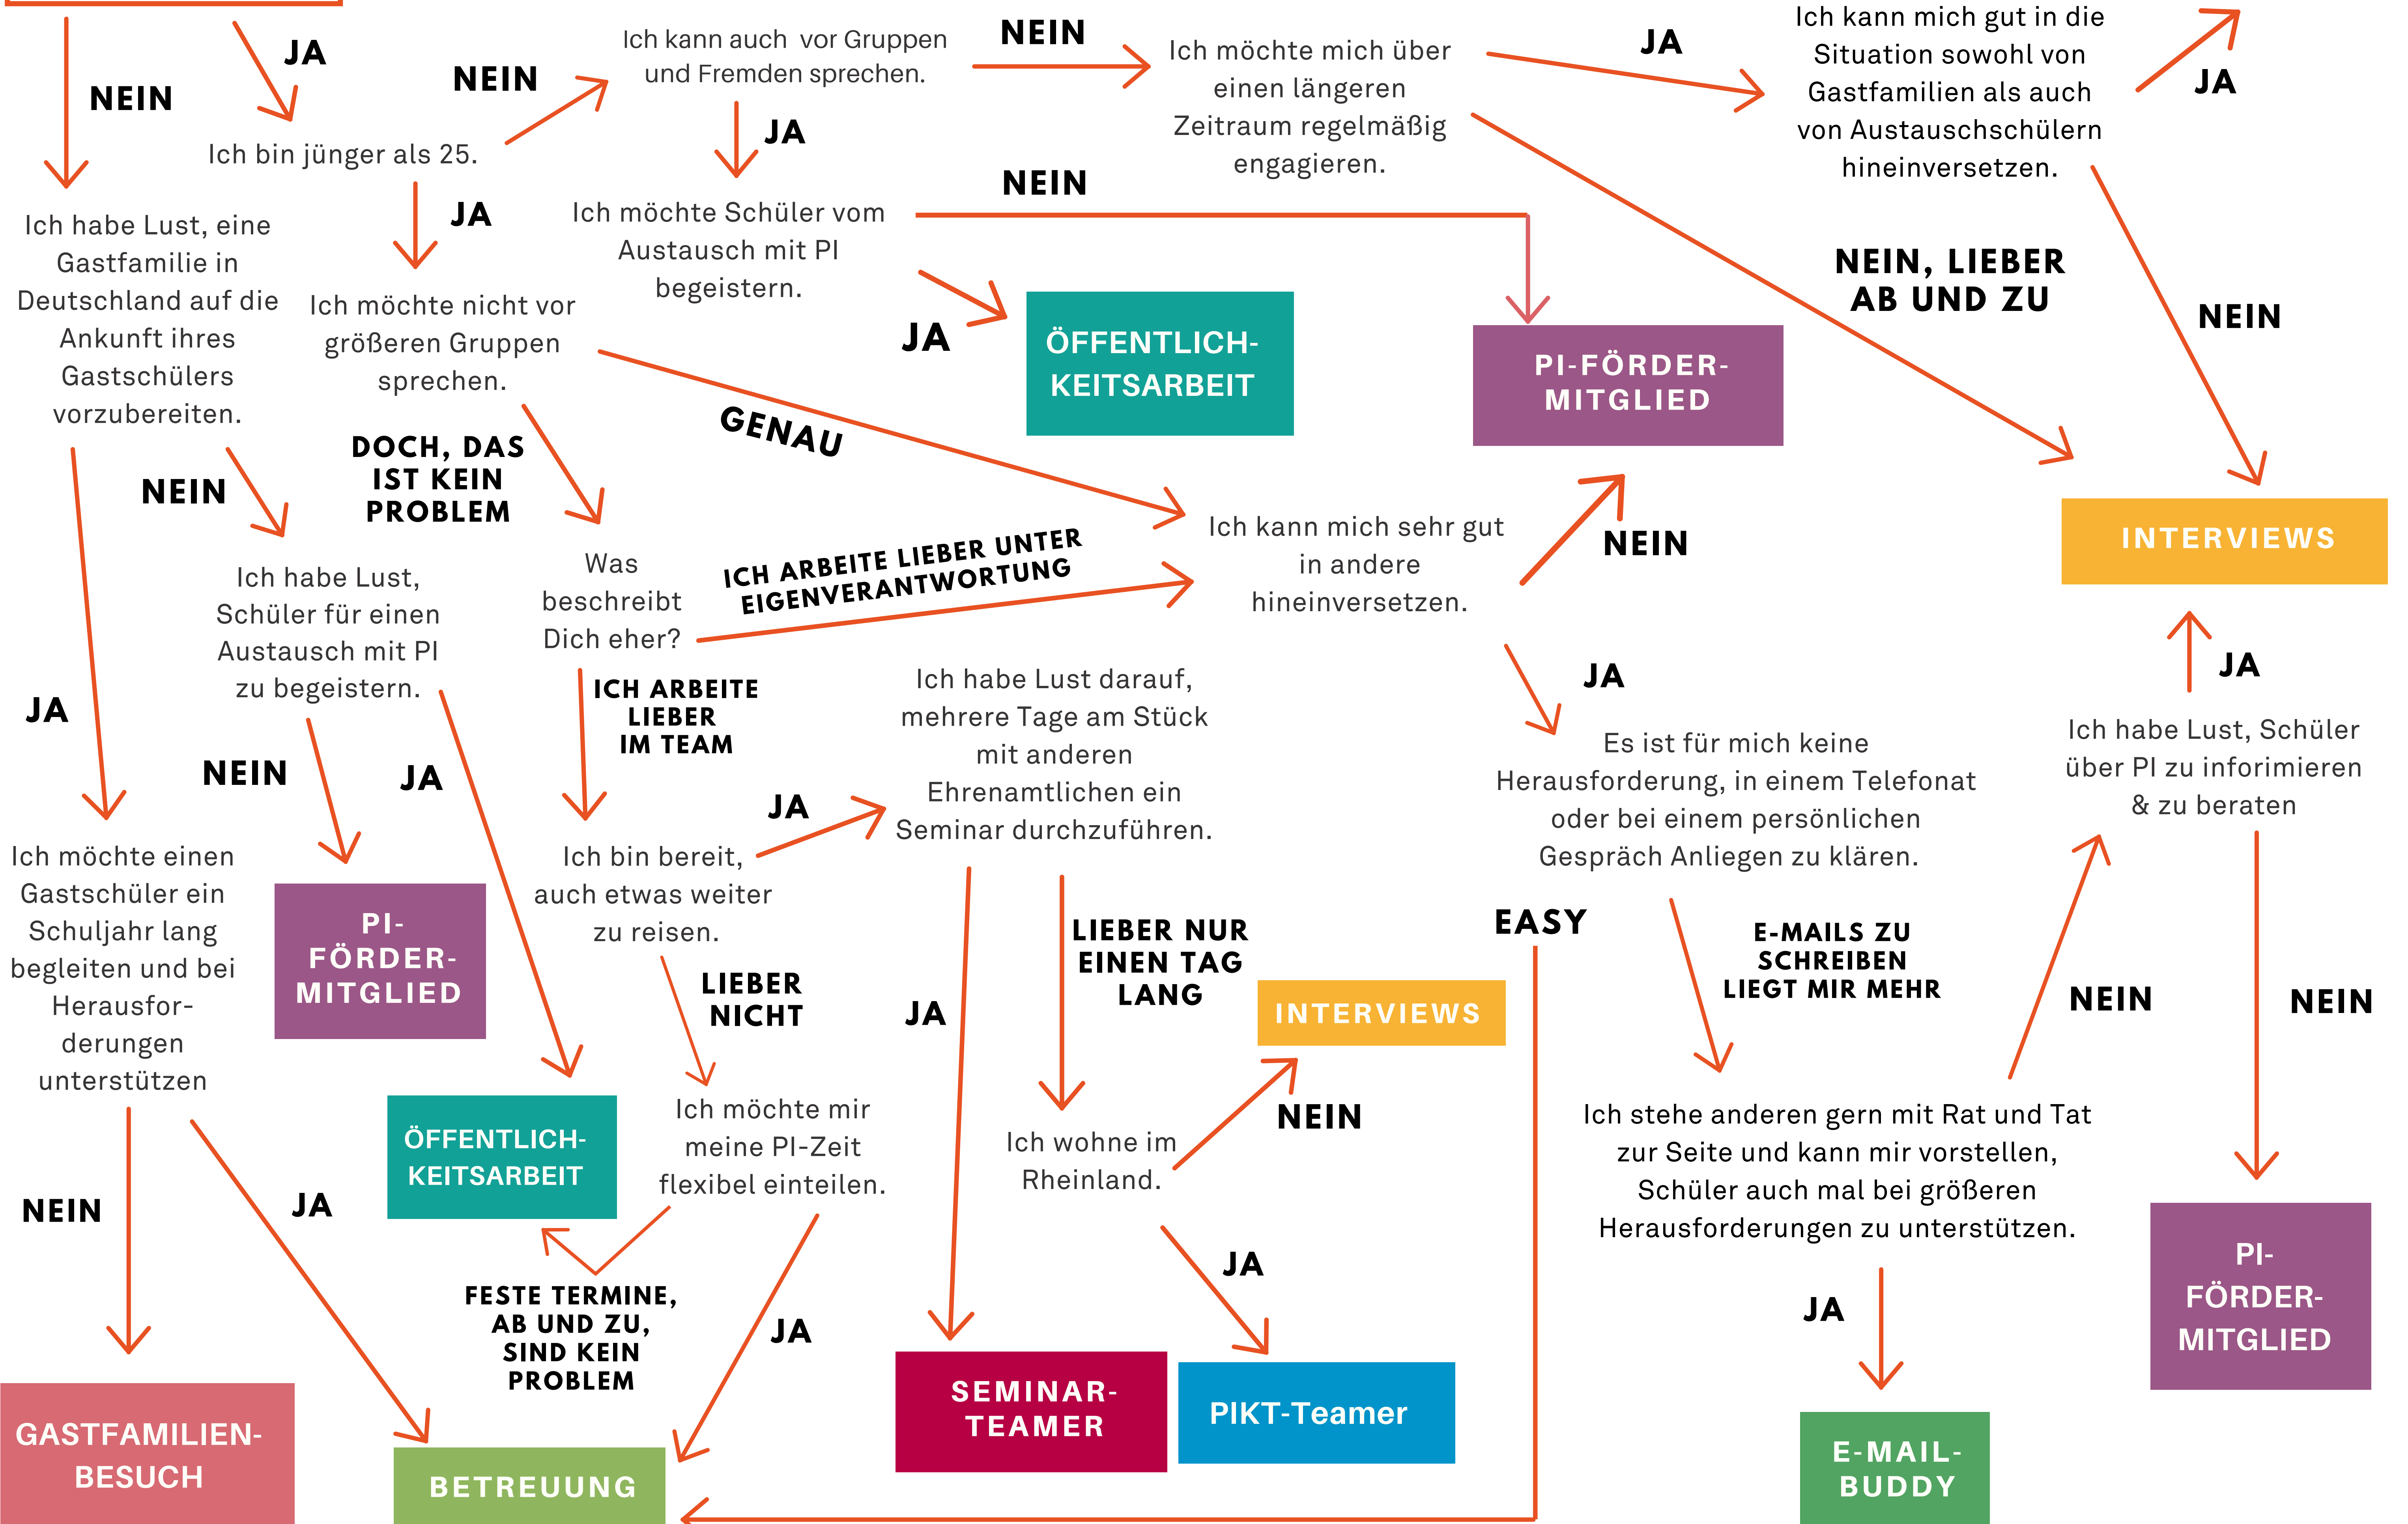 JA
NEIN
NEIN
Ich kann auch  vor Gruppen
und Fremden sprechen.
NEIN
Ich möchte mich über
einen längeren
Zeitraum regelmäßig
engagieren.
JA
Ich kann mich gut in die
Situation sowohl von
Gastfamilien als auch
von Austauschschülern
hineinversetzen.
JA
Ich bin jünger als 25.
JA
JA
Ich habe Lust, eine
Gastfamilie in
Deutschland auf die
Ankunft ihres
Gastschülers
vorzubereiten.
Ich möchte nicht vor
größeren Gruppen
sprechen.
Ich möchte Schüler vom
Austausch mit PI
begeistern.
NEIN
JA
ÖFFENTLICH-
KEITSARBEIT
PI-FÖRDER-
MITGLIED
NEIN, LIEBER
AB UND ZU
NEIN
GENAU
DOCH, DAS
IST KEIN
PROBLEM
NEIN
Ich habe Lust,
Schüler für einen
Austausch mit PI
zu begeistern.
Was
beschreibt
Dich eher?
ICH ARBEITE LIEBER UNTER
EIGENVERANTWORTUNG
Ich kann mich sehr gut
in andere
hineinversetzen.
NEIN
INTERVIEWS
JA
ICH ARBEITE
LIEBER
IM TEAM
Ich habe Lust darauf,
mehrere Tage am Stück
mit anderen
Ehrenamtlichen ein
Seminar durchzuführen.
JA
JA
Ich habe Lust, Schüler
über PI zu inforimieren
& zu beraten
Es ist für mich keine
Herausforderung, in einem Telefonat
oder bei einem persönlichen
Gespräch Anliegen zu klären.
NEIN
JA
JA
Ich möchte einen
Gastschüler ein
Schuljahr lang
begleiten und bei
Herausfor-
derungen
unterstützen
PI-
FÖRDER-
MITGLIED
Ich bin bereit,
auch etwas weiter
zu reisen.
LIEBER
NICHT
JA
LIEBER NUR
EINEN TAG
LANG
INTERVIEWS
EASY
E-MAILS ZU
SCHREIBEN
LIEGT MIR MEHR
NEIN
NEIN
ÖFFENTLICH-
KEITSARBEIT
Ich möchte mir
meine PI-Zeit
flexibel einteilen.
Ich wohne im
Rheinland.
NEIN
Ich stehe anderen gern mit Rat und Tat
zur Seite und kann mir vorstellen,
Schüler auch mal bei größeren
Herausforderungen zu unterstützen.
NEIN
JA
FESTE TERMINE,
AB UND ZU,
SIND KEIN
PROBLEM
JA
JA
JA
PI-
FÖRDER-
MITGLIED
GASTFAMILIEN-
BESUCH
BETREUUNG
SEMINAR-
TEAMER
PIKT-Teamer
E-MAIL-
BUDDY